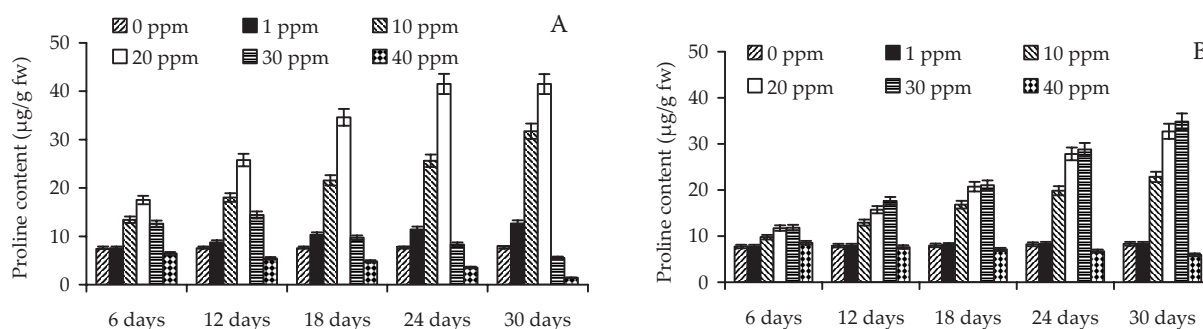 A
0 ppm 1 ppm 10 ppm
20 ppm 30 ppm 40 ppm
Proline content (µg/g fw)
50
40
30
20
10
0
6 days 12 days 18 days 24 days 30 days
B
0 ppm 1 ppm 10 ppm
20 ppm 30 ppm 40 ppm
Proline content (µg/g fw)
50
40
30
20
10
0
6 days 12 days 18 days 24 days 30 days